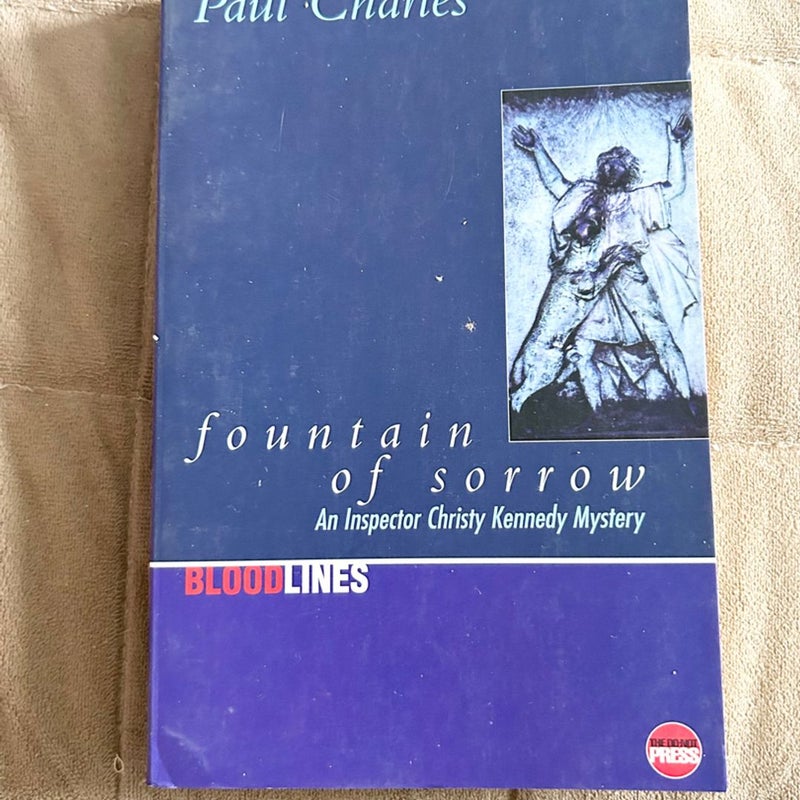 Paul Charles
fountain
of sorrow
An Inspector Christy Kennedy Mystery
BLOODLINES
THE DO-NOT
PRESS